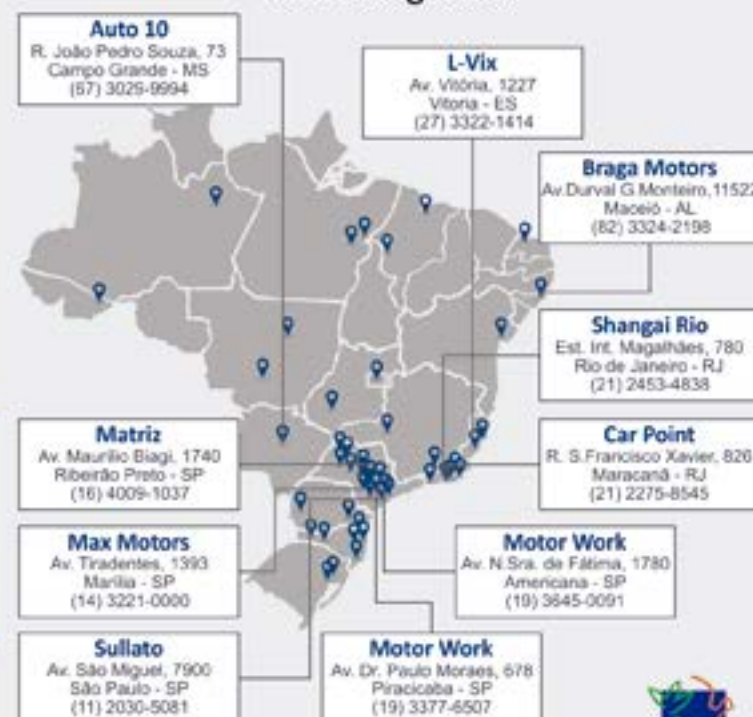 Auto 10
R. João Pedro Souza, 73
Campo Grande - MS
(67) 3029-9994
L-Vix
Av. Vitória, 1227
Vitoria - ES
(27) 3322-1414
Braga Motors
Av.Durval G Monteiro,11522
Maceió - AL
(82) 3324-2198
Shangai Rio
Est. Int. Magalhães, 780
Rio de Janeiro - RJ
(21) 2453-4838
Matriz
Av. Maurilio Biagi, 1740
Ribeirão Preto - SP
(16) 4009-1037
Car Point
R. S.Francisco Xavier, 826
Maracanã - RJ
(21) 2275-8545
Max Motors
Av. Tiradentes, 1393
Marília - SP
(14) 3221-0000
Motor Work
Av. N.Sra. de Fátima, 1780
Americana - SP
(19) 3645-0091
Sullato
Av. São Miguel, 7900
São Paulo - SP
(11) 2030-5081
Motor Work
Av. Dr. Paulo Moraes, 678
Piracicaba - SP
(19) 3377-6507